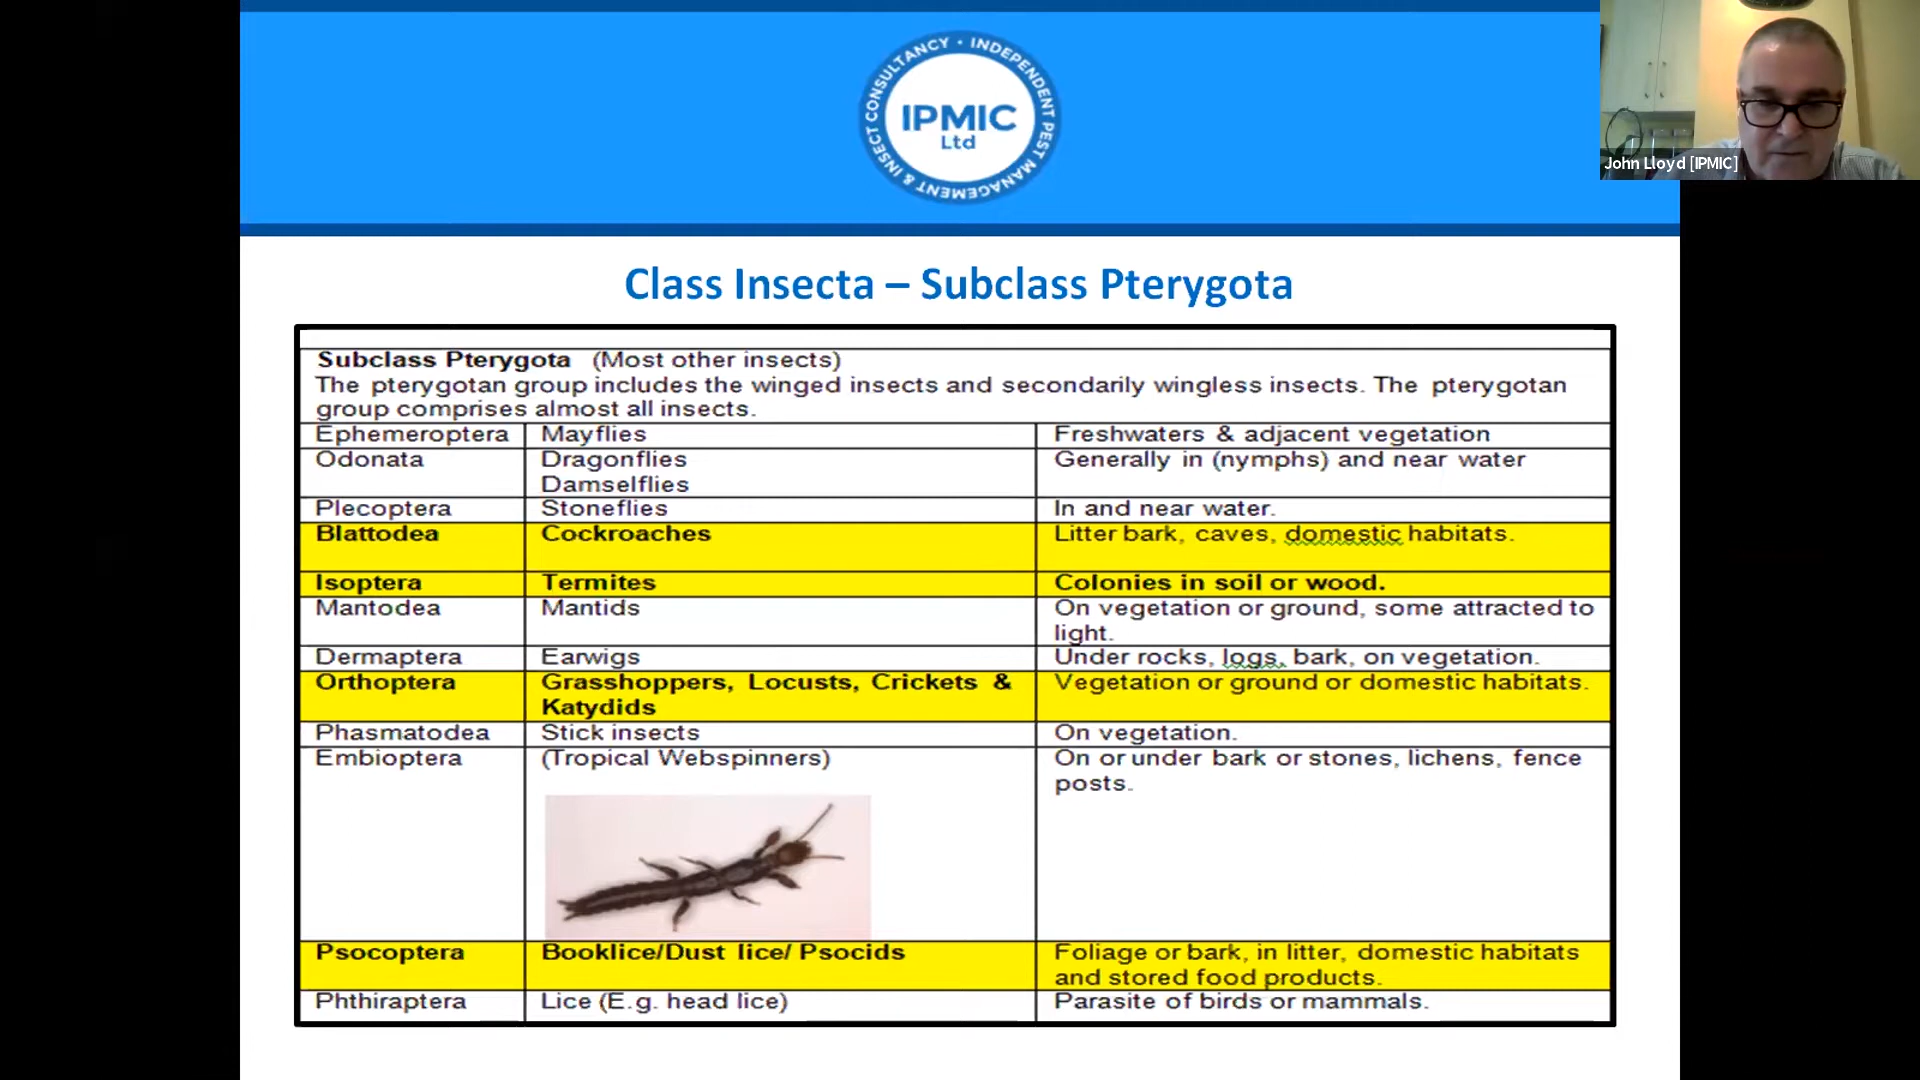 INDEPENDENT PEST MANAGEMENT & INSECT CONSULTANCY
IPMIC
Ltd
John Lloyd [IPMIC]
Class Insecta – Subclass Pterygota
Subclass Pterygota (Most other insects)
The pterygotan group includes the winged insects and secondarily wingless insects. The pterygotan
group comprises almost all insects.
Ephemeroptera Mayflies Freshwaters & adjacent vegetation
Odonata Dragonflies Generally in (nymphs) and near water
Damselflies
Plecoptera Stoneflies In and near water.
Blattodea Cockroaches Litter bark, caves, domestic habitats.
Isoptera Termites Colonies in soil or wood.
Mantodea Mantids On vegetation or ground, some attracted to
light.
Dermaptera Earwigs Under rocks, logs, bark, on vegetation.
Orthoptera Grasshoppers, Locusts, Crickets & Vegetation or ground or domestic habitats.
Katydids
Phasmatodea Stick insects On vegetation.
Embioptera (Tropical Webspinners) On or under bark or stones, lichens, fence
posts.
Psocoptera Booklice/Dust lice/ Psocids Foliage or bark, in litter, domestic habitats
and stored food products.
Phthiraptera Lice (E.g. head lice) Parasite of birds or mammals.